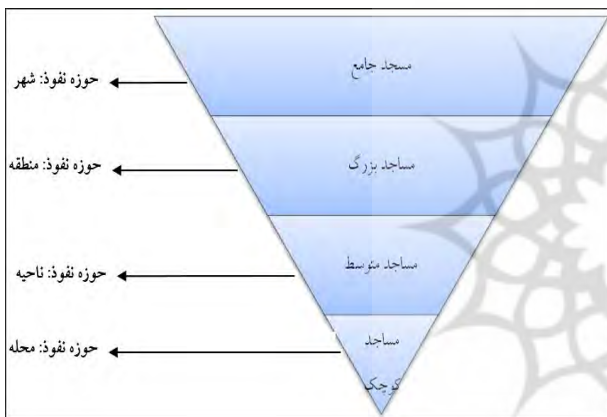 مسجد جامع
حوزه نفوذ: شهر
مساجد بزرگ
حوزه نفوذ: منطقه
مساجد متوسط
حوزه نفوذ: ناحیه
مساجد
کوچک
حوزه نفوذ: محله